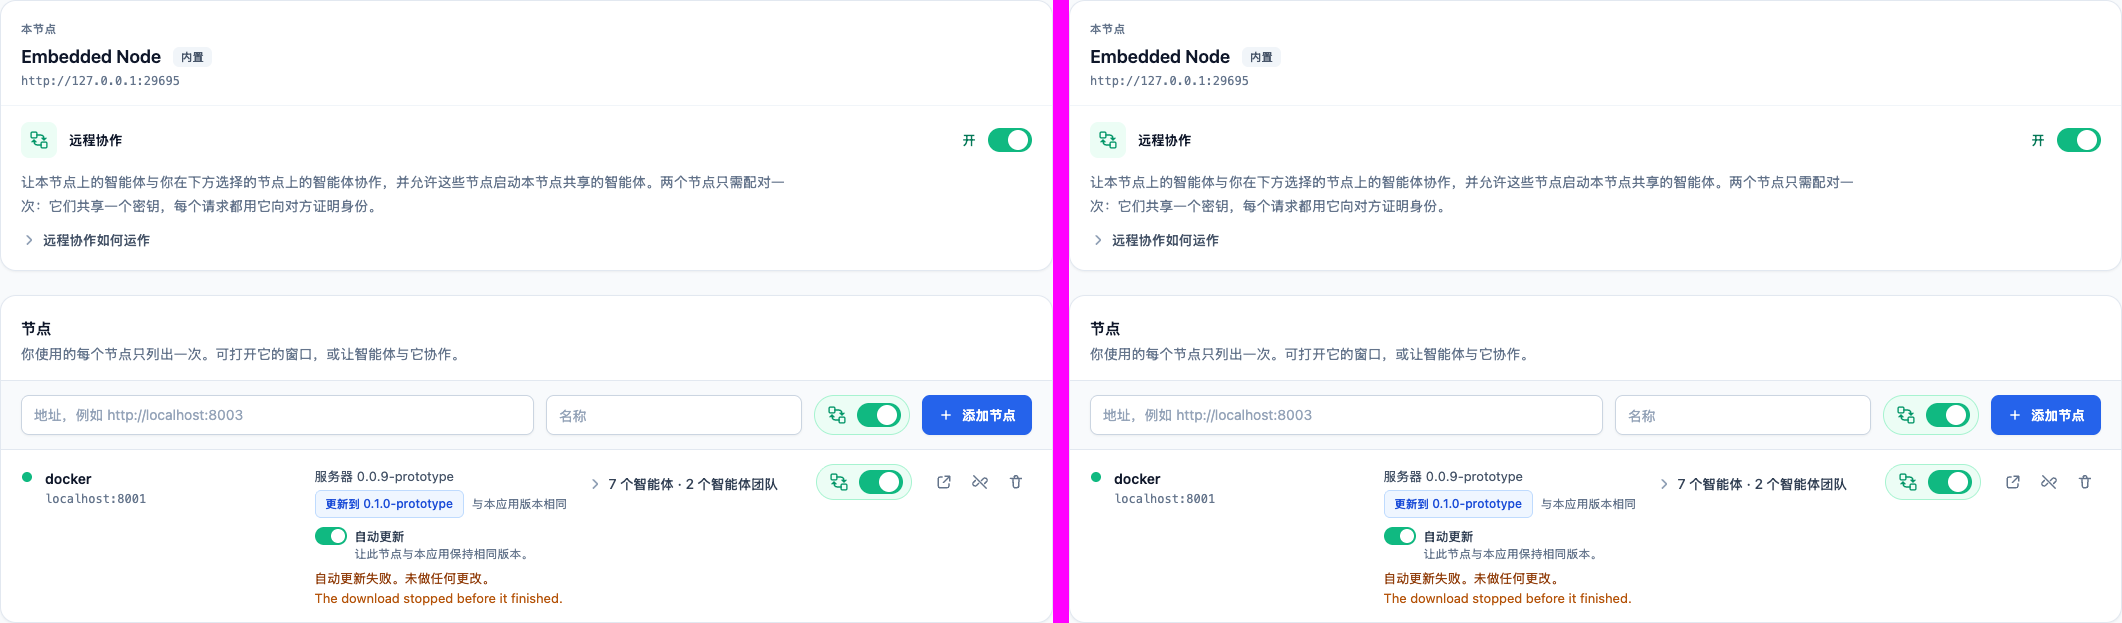 本节点
Embedded Node 内置
http://127.0.0.1:29695
远程协作 开
让本节点上的智能体与你在下方选择的节点上的智能体协作，并允许这些节点启动本节点共享的智能体。两个节点只需配对一
次：它们共享一个密钥，每个请求都用它向对方证明身份。
远程协作如何运作
节点
你使用的每个节点只列出一次。可打开它的窗口，或让智能体与它协作。
地址，例如 http://localhost:8003 名称 + 添加节点
docker 服务器 0.0.9-prototype 7 个智能体 · 2 个智能体团队
localhost:8001 更新到 0.1.0-prototype 与本应用版本相同
自动更新
让此节点与本应用保持相同版本。
自动更新失败。未做任何更改。
The download stopped before it finished.
本节点
Embedded Node 内置
http://127.0.0.1:29695
远程协作 开
让本节点上的智能体与你在下方选择的节点上的智能体协作，并允许这些节点启动本节点共享的智能体。两个节点只需配对一
次：它们共享一个密钥，每个请求都用它向对方证明身份。
远程协作如何运作
节点
你使用的每个节点只列出一次。可打开它的窗口，或让智能体与它协作。
地址，例如 http://localhost:8003 名称 + 添加节点
docker 服务器 0.0.9-prototype 7 个智能体 · 2 个智能体团队
localhost:8001 更新到 0.1.0-prototype 与本应用版本相同
自动更新
让此节点与本应用保持相同版本。
自动更新失败。未做任何更改。
The download stopped before it finished.